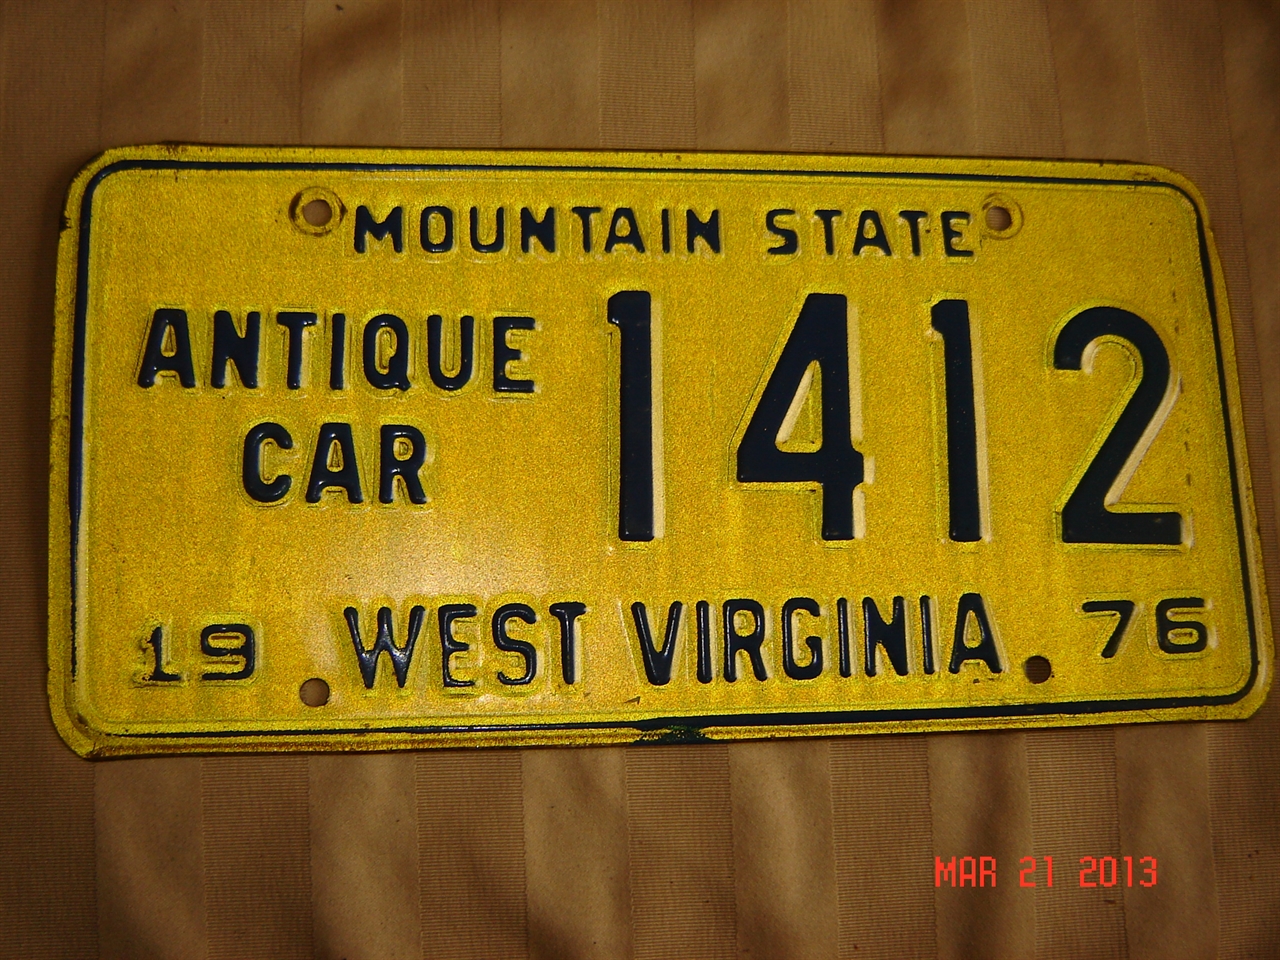 MOUNTAIN STATE
ANTIQUE
CAR
1412
19 WEST VIRGINIA 76
MAR 21 2013